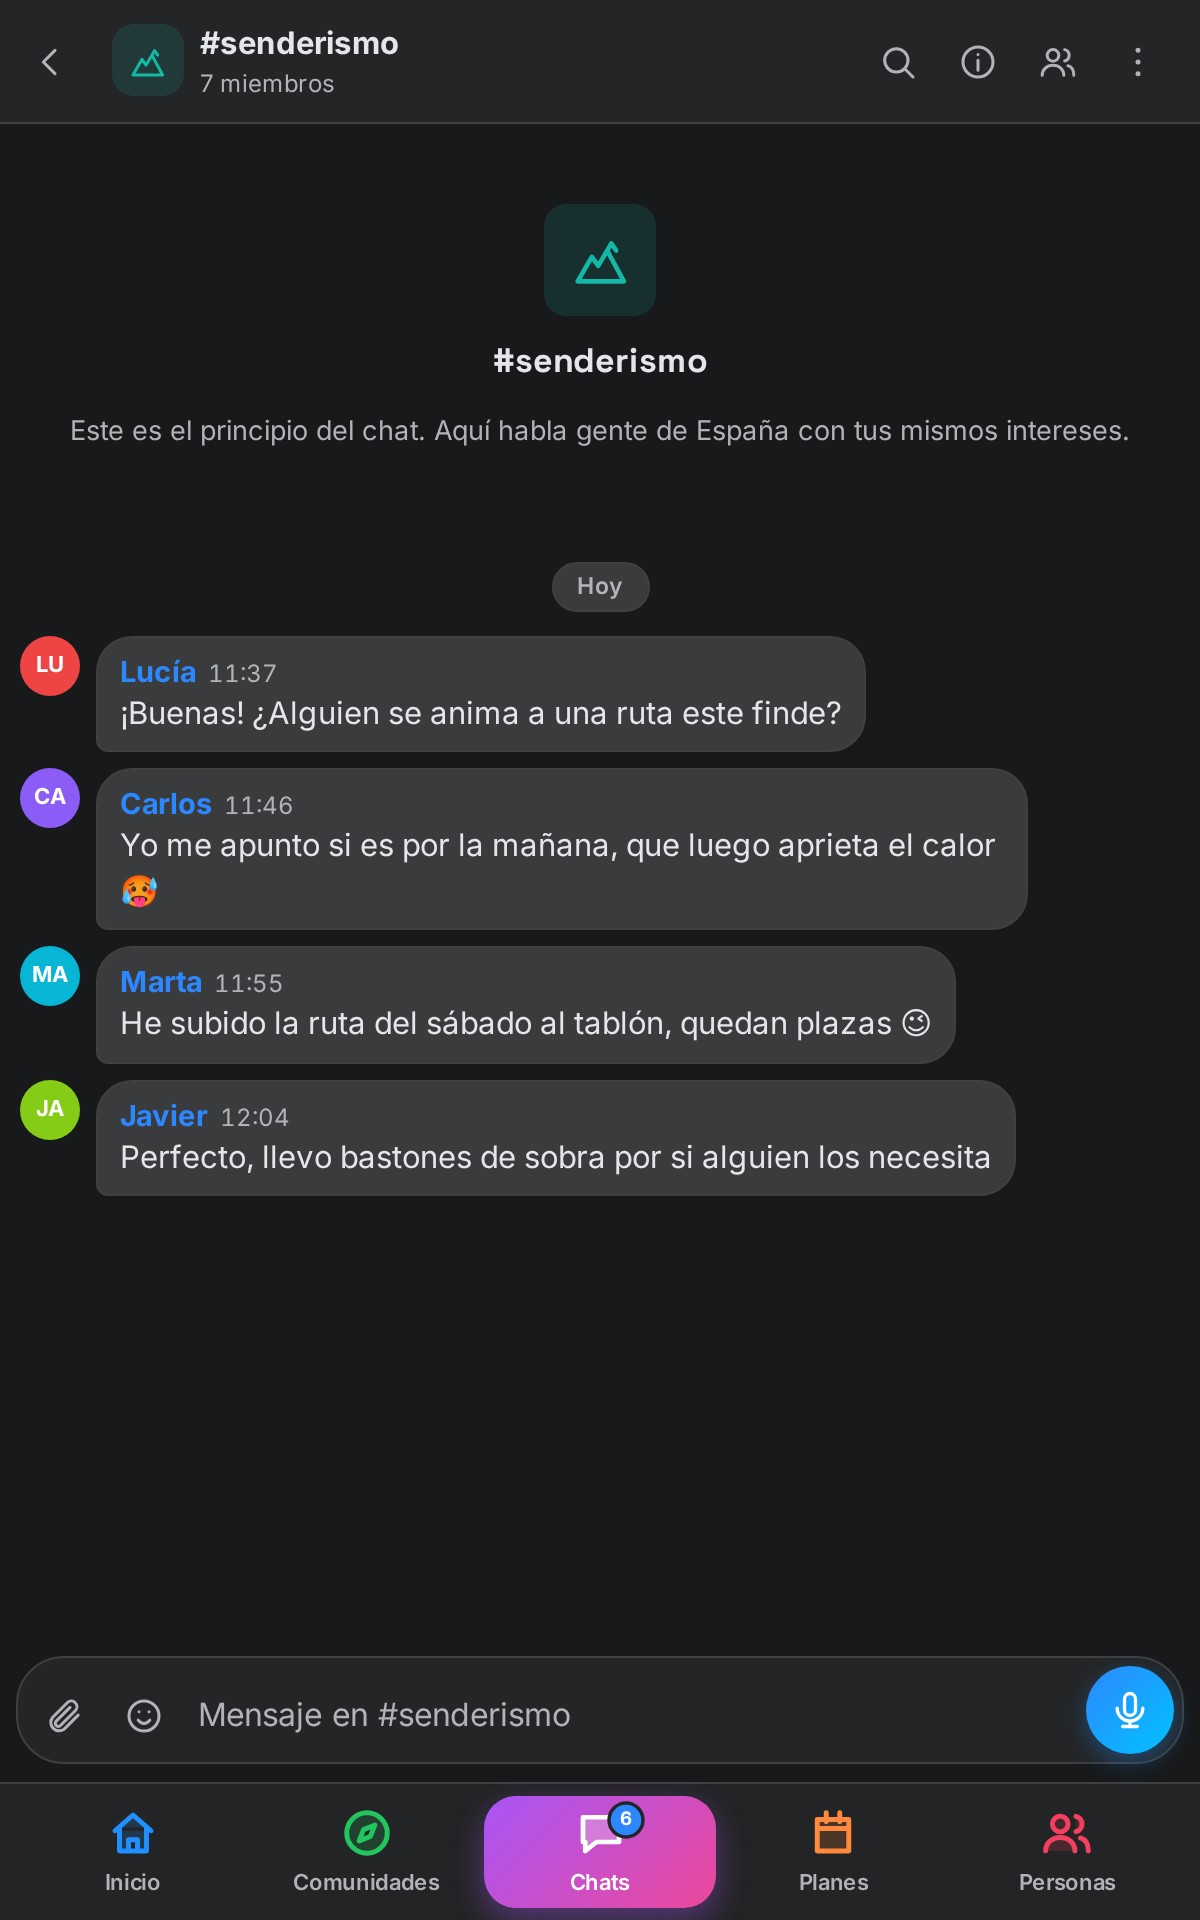 #senderismo
7 miembros
#senderismo
Este es el principio del chat. Aquí habla gente de España con tus mismos intereses.
Hoy
LU
Lucía 11:37
¡Buenas! ¿Alguien se anima a una ruta este finde?
CA
Carlos 11:46
Yo me apunto si es por la mañana, que luego aprieta el calor
🥵
MA
Marta 11:55
He subido la ruta del sábado al tablón, quedan plazas 😉
JA
Javier 12:04
Perfecto, llevo bastones de sobra por si alguien los necesita
Mensaje en #senderismo
6
Inicio
Comunidades
Chats
Planes
Personas